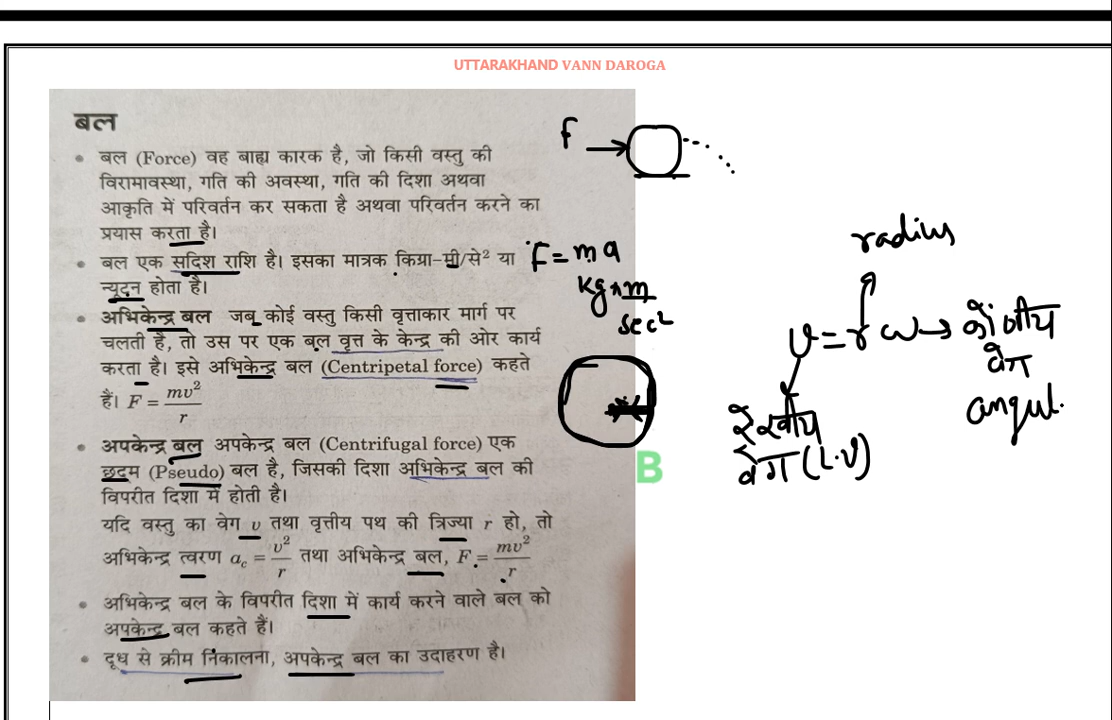 UTTARAKHAND VANN DAROGA
बल
• बल (Force) वह बाह्य कारक है, जो किसी वस्तु की
विरामावस्था, गति की अवस्था, गति की दिशा अथवा
आकृति में परिवर्तन कर सकता है अथवा परिवर्तन करने का
प्रयास करता है।
• बल एक सदिश राशि है। इसका मात्रक किग्रा-मी/से² या
न्यूटन होता है।
• अभिकेन्द्र बल जब कोई वस्तु किसी वृत्ताकार मार्ग पर
चलती है, तो उस पर एक बल वृत्त के केन्द्र की ओर कार्य
करता है। इसे अभिकेन्द्र बल (Centripetal force) कहते
हैं। F = mv²/r
• अपकेन्द्र बल अपकेन्द्र बल (Centrifugal force) एक
छद्दम (Pseudo) बल है, जिसकी दिशा अभिकेन्द्र बल की
विपरीत दिशा में होती है।
यदि वस्तु का वेग υ तथा वृत्तीय पथ की त्रिज्या r हो, तो
अभिकेन्द्र त्वरण a_c = υ²/r तथा अभिकेन्द्र बल, F = mv²/r
• अभिकेन्द्र बल के विपरीत दिशा में कार्य करने वाले बल को
अपकेन्द्र बल कहते हैं।
• दूध से क्रीम निकालना, अपकेन्द्र बल का उदाहरण है।
F
F = ma
kg × m
sec²
B
radius
v = r ω → कोणीय
वेग
angul.
रेखीय
वेग (L.V)